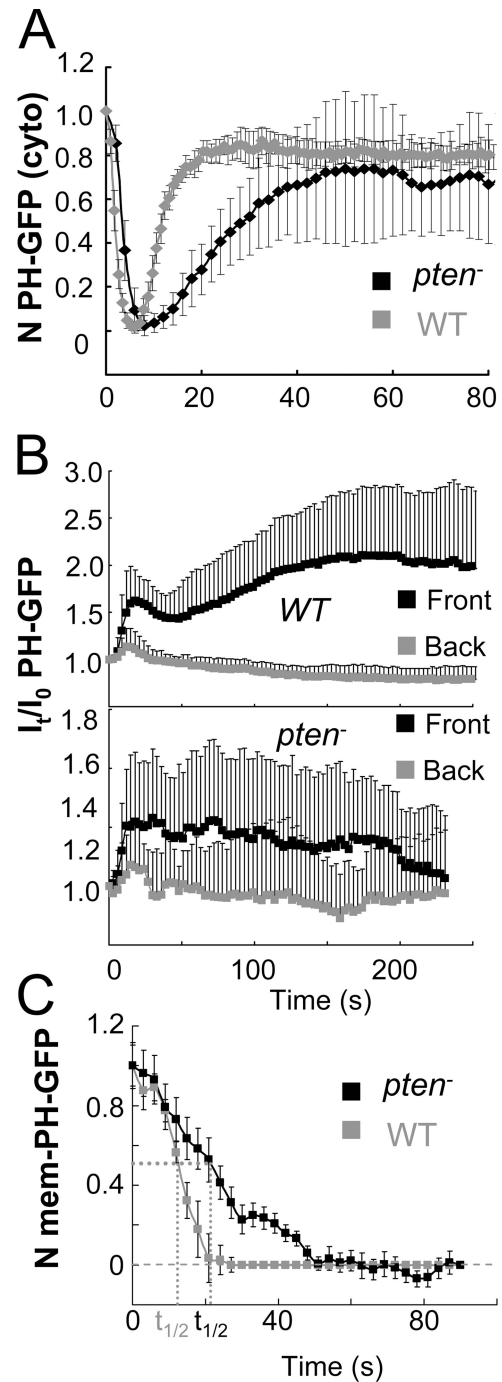 A
N PH-GFP (cyto)
1.2
1.0
0.8
0.6
0.4
0.2
0
pten-
WT
0 20 40 60 80
B
I_t/I_0 PH-GFP
3.0
2.5
2.0
1.5
1.0
WT
Front
Back
1.8
1.6
1.4
1.2
1.0
pten-
Front
Back
0 100 200
Time (s)
C
N mem-PH-GFP
1.2
0.8
0.4
0
pten-
WT
0 t1/2 t1/2 40 80
Time (s)